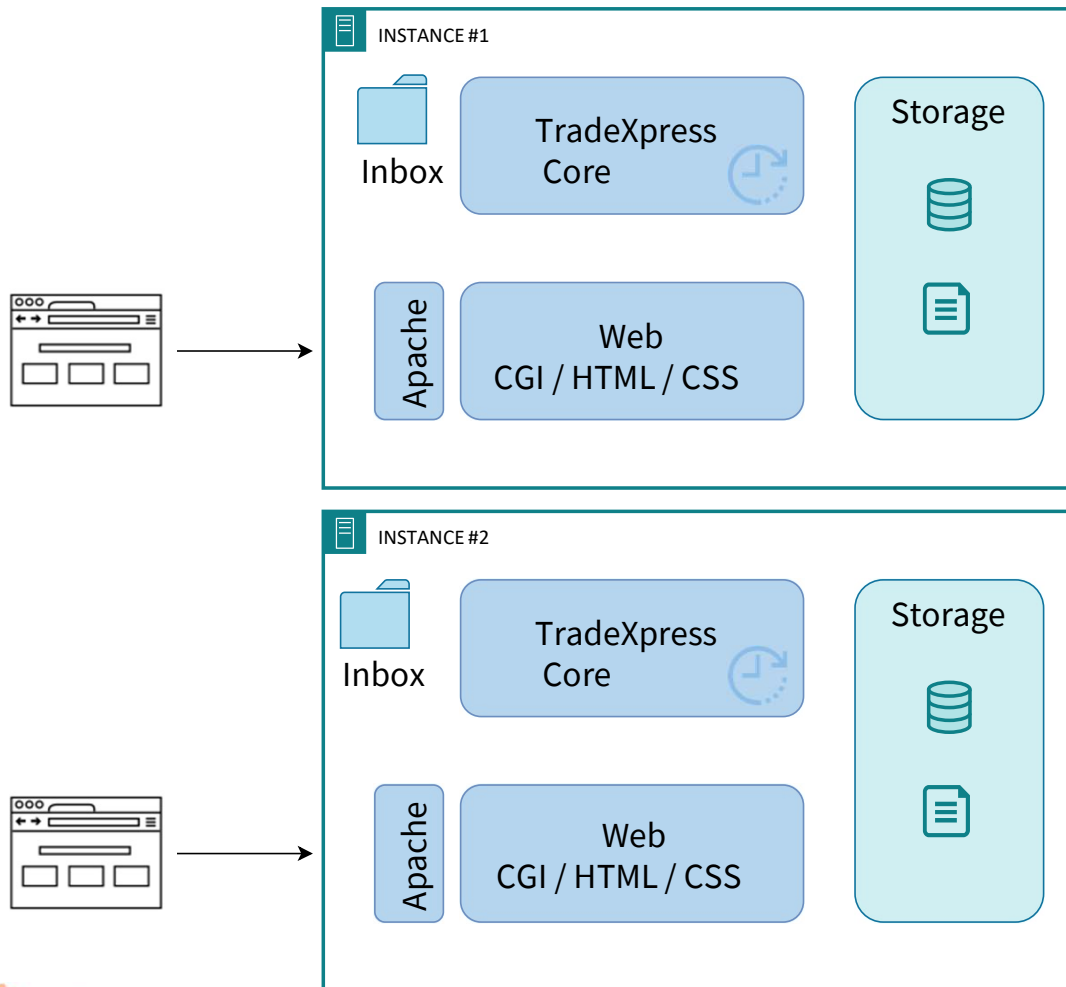 INSTANCE #1
Inbox
TradeXpress
Core
Storage
Apache
Web
CGI / HTML / CSS
INSTANCE #2
Inbox
TradeXpress
Core
Storage
Apache
Web
CGI / HTML / CSS